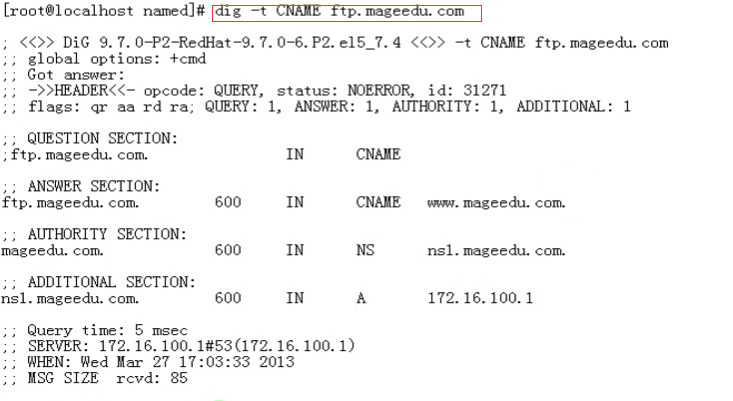 [root@localhost named]# dig -t CNAME ftp.mageedu.com
; <<>> DiG 9.7.0-P2-RedHat-9.7.0-6.P2.el5_7.4 <<>> -t CNAME ftp.mageedu.com
;; global options: +cmd
;; Got answer:
;; ->>HEADER<<- opcode: QUERY, status: NOERROR, id: 31271
;; flags: qr aa rd ra; QUERY: 1, ANSWER: 1, AUTHORITY: 1, ADDITIONAL: 1
;; QUESTION SECTION:
;ftp.mageedu.com. IN CNAME
;; ANSWER SECTION:
ftp.mageedu.com. 600 IN CNAME www.mageedu.com.
;; AUTHORITY SECTION:
mageedu.com. 600 IN NS ns1.mageedu.com.
;; ADDITIONAL SECTION:
ns1.mageedu.com. 600 IN A 172.16.100.1
;; Query time: 5 msec
;; SERVER: 172.16.100.1#53(172.16.100.1)
;; WHEN: Wed Mar 27 17:03:33 2013
;; MSG SIZE rcvd: 85